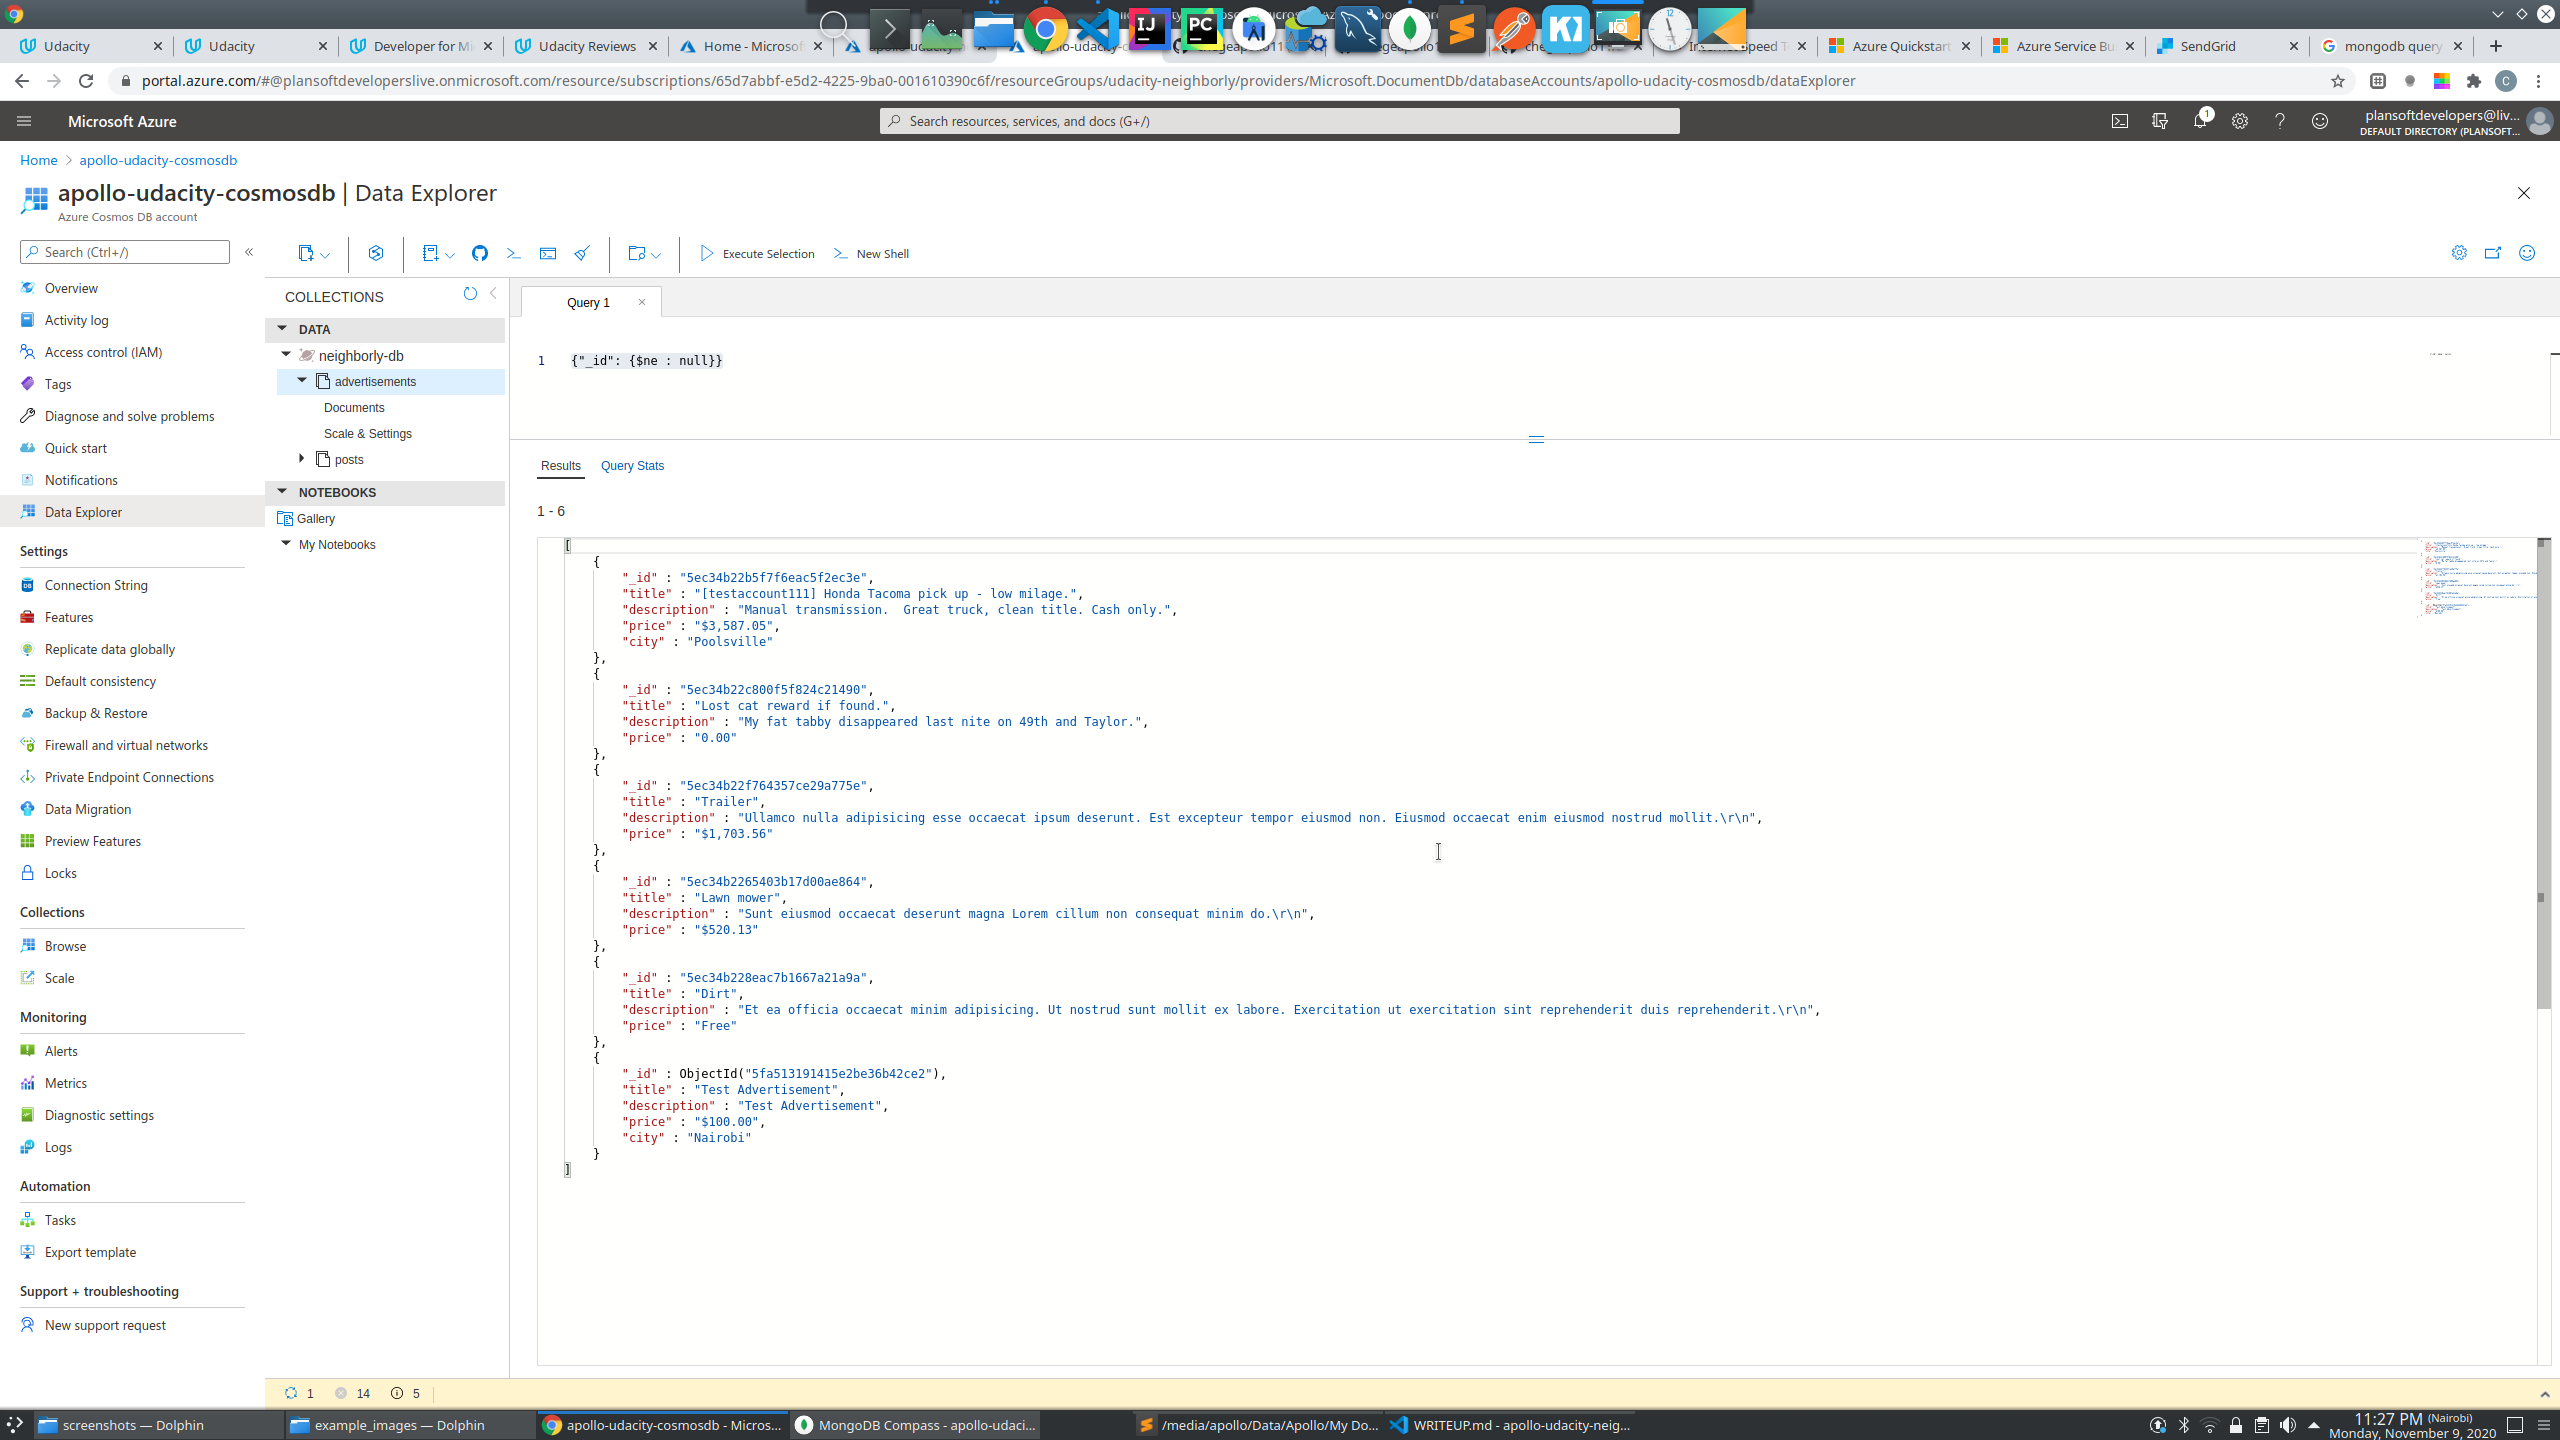 Udacity
Udacity
Developer for Mi
Udacity Reviews
Home - Microsof
Azure Quickstart
Azure Service Bu
SendGrid
mongodb query
portal.azure.com/#@plansoftdeveloperslive.onmicrosoft.com/resource/subscriptions/65d7abbf-e5d2-4225-9ba0-001610390c6f/resourceGroups/udacity-neighborly/providers/Microsoft.DocumentDb/databaseAccounts/apollo-udacity-cosmosdb/dataExplorer
Microsoft Azure
Search resources, services, and docs (G+/)
1
plansoftdevelopers@liv...
DEFAULT DIRECTORY (PLANSOFT...
Home > apollo-udacity-cosmosdb
apollo-udacity-cosmosdb | Data Explorer
Azure Cosmos DB account
Search (Ctrl+/)
Execute Selection
New Shell
Overview
Activity log
Access control (IAM)
Tags
Diagnose and solve problems
Quick start
Notifications
Data Explorer
Settings
Connection String
Features
Replicate data globally
Default consistency
Backup & Restore
Firewall and virtual networks
Private Endpoint Connections
Data Migration
Preview Features
Locks
Collections
Browse
Scale
Monitoring
Alerts
Metrics
Diagnostic settings
Logs
Automation
Tasks
Export template
Support + troubleshooting
New support request
COLLECTIONS
DATA
neighborly-db
advertisements
Documents
Scale & Settings
posts
NOTEBOOKS
Gallery
My Notebooks
Query 1
1 {"_id": {$ne : null}}
Results Query Stats
1 - 6
[
{
"_id" : "5ec34b22b5f7f6eac5f2ec3e",
"title" : "[testaccount111] Honda Tacoma pick up - low milage.",
"description" : "Manual transmission.  Great truck, clean title. Cash only.",
"price" : "$3,587.05",
"city" : "Poolsville"
},
{
"_id" : "5ec34b22c800f5f824c21490",
"title" : "Lost cat reward if found.",
"description" : "My fat tabby disappeared last nite on 49th and Taylor.",
"price" : "0.00"
},
{
"_id" : "5ec34b22f764357ce29a775e",
"title" : "Trailer",
"description" : "Ullamco nulla adipisicing esse occaecat ipsum deserunt. Est excepteur tempor eiusmod non. Eiusmod occaecat enim eiusmod nostrud mollit.\r\n",
"price" : "$1,703.56"
},
{
"_id" : "5ec34b2265403b17d00ae864",
"title" : "Lawn mower",
"description" : "Sunt eiusmod occaecat deserunt magna Lorem cillum non consequat minim do.\r\n",
"price" : "$520.13"
},
{
"_id" : "5ec34b228eac7b1667a21a9a",
"title" : "Dirt",
"description" : "Et ea officia occaecat minim adipisicing. Ut nostrud sunt mollit ex labore. Exercitation ut exercitation sint reprehenderit duis reprehenderit.\r\n",
"price" : "Free"
},
{
"_id" : ObjectId("5fa513191415e2be36b42ce2"),
"title" : "Test Advertisement",
"description" : "Test Advertisement",
"price" : "$100.00",
"city" : "Nairobi"
}
]
1 14 5
screenshots — Dolphin
example_images — Dolphin
apollo-udacity-cosmosdb - Micros...
MongoDB Compass - apollo-udaci...
/media/apollo/Data/Apollo/My Do...
WRITEUP.md - apollo-udacity-neig...
11:27 PM (Nairobi)
Monday, November 9, 2020